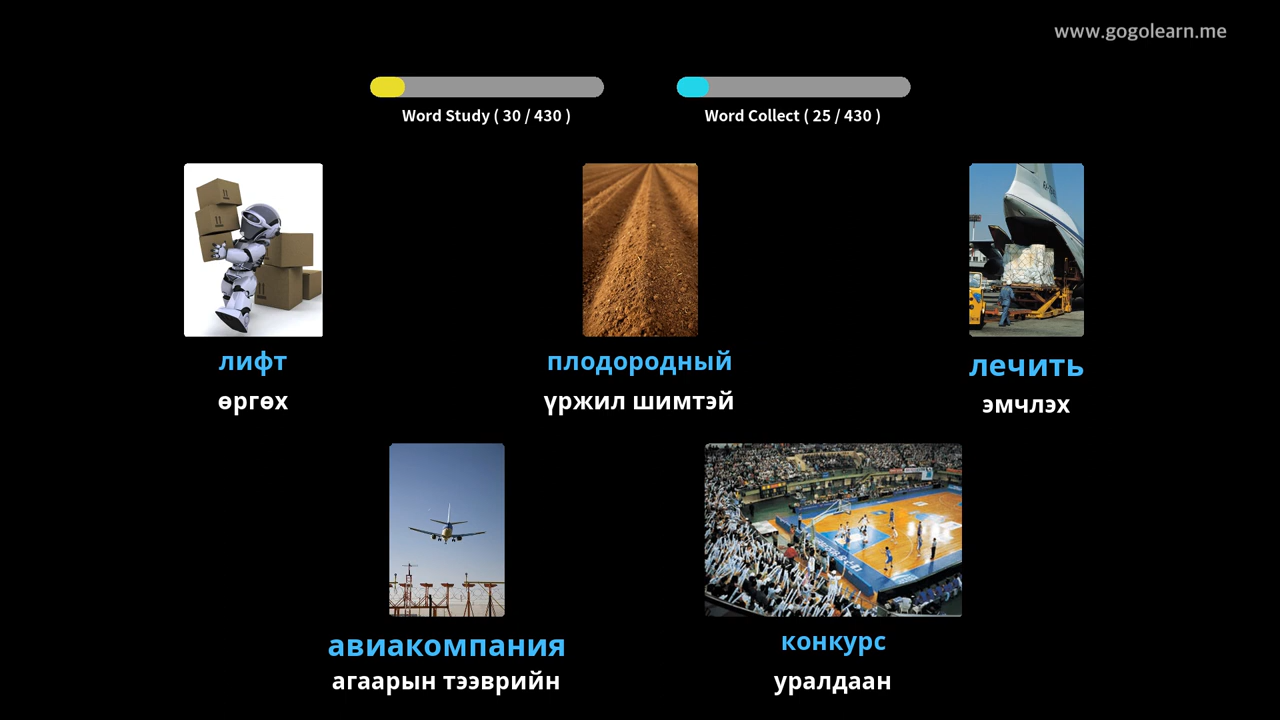 www.gogolearn.me
Word Study ( 30 / 430 )
Word Collect ( 25 / 430 )
лифт
өргөх
плодородный
үржил шимтэй
лечить
эмчлэх
авиакомпания
агаарын тээврийн
конкурс
уралдаан